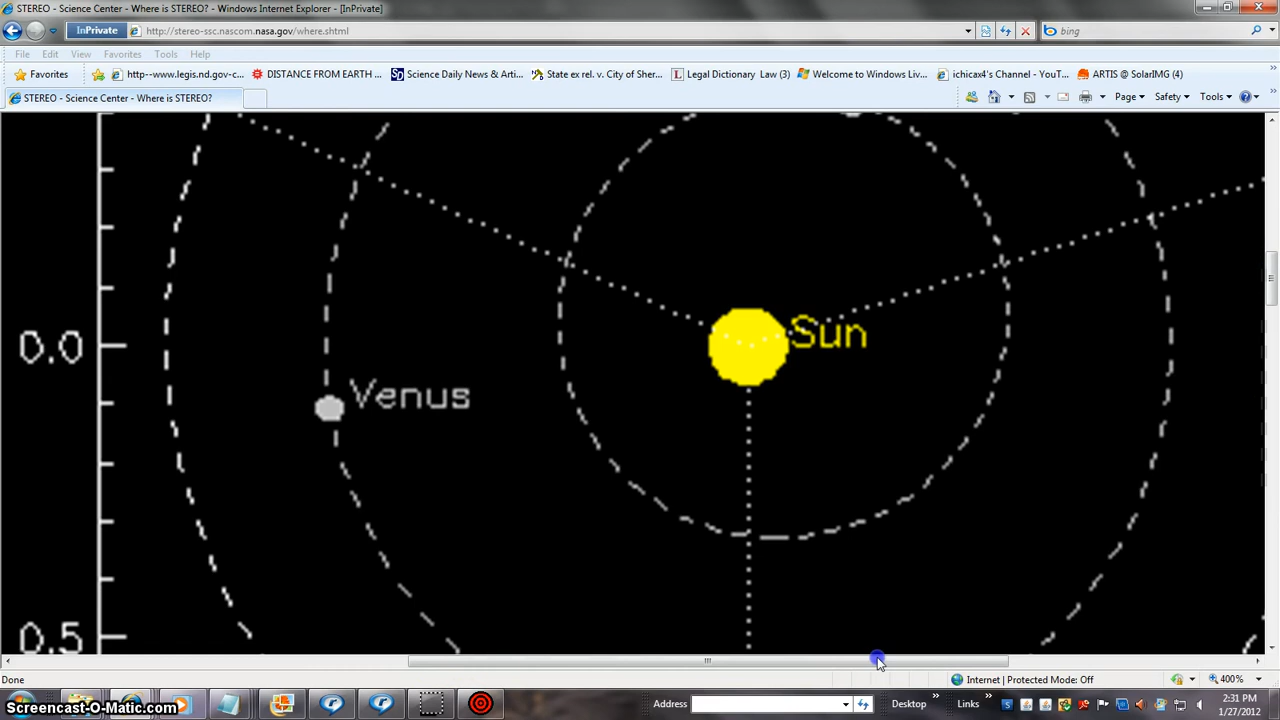 STEREO - Science Center - Where is STEREO? - Windows Internet Explorer - [InPrivate]
InPrivate http://stereo-ssc.nascom.nasa.gov/where.shtml bing
File Edit View Favorites Tools Help
Favorites http--www.legis.nd.gov-c... DISTANCE FROM EARTH ... Science Daily News & Arti... State ex rel. v. City of Sher... Legal Dictionary Law (3) Welcome to Windows Liv... ichicax4's Channel - YouT... ARTIS @ SolarIMG (4)
STEREO - Science Center - Where is STEREO? Page Safety Tools
Sun
0.0
Venus
0.5
Done Internet | Protected Mode: Off 400%
Address Desktop Links 2:31 PM
Screencast-O-Matic.com 1/27/2012